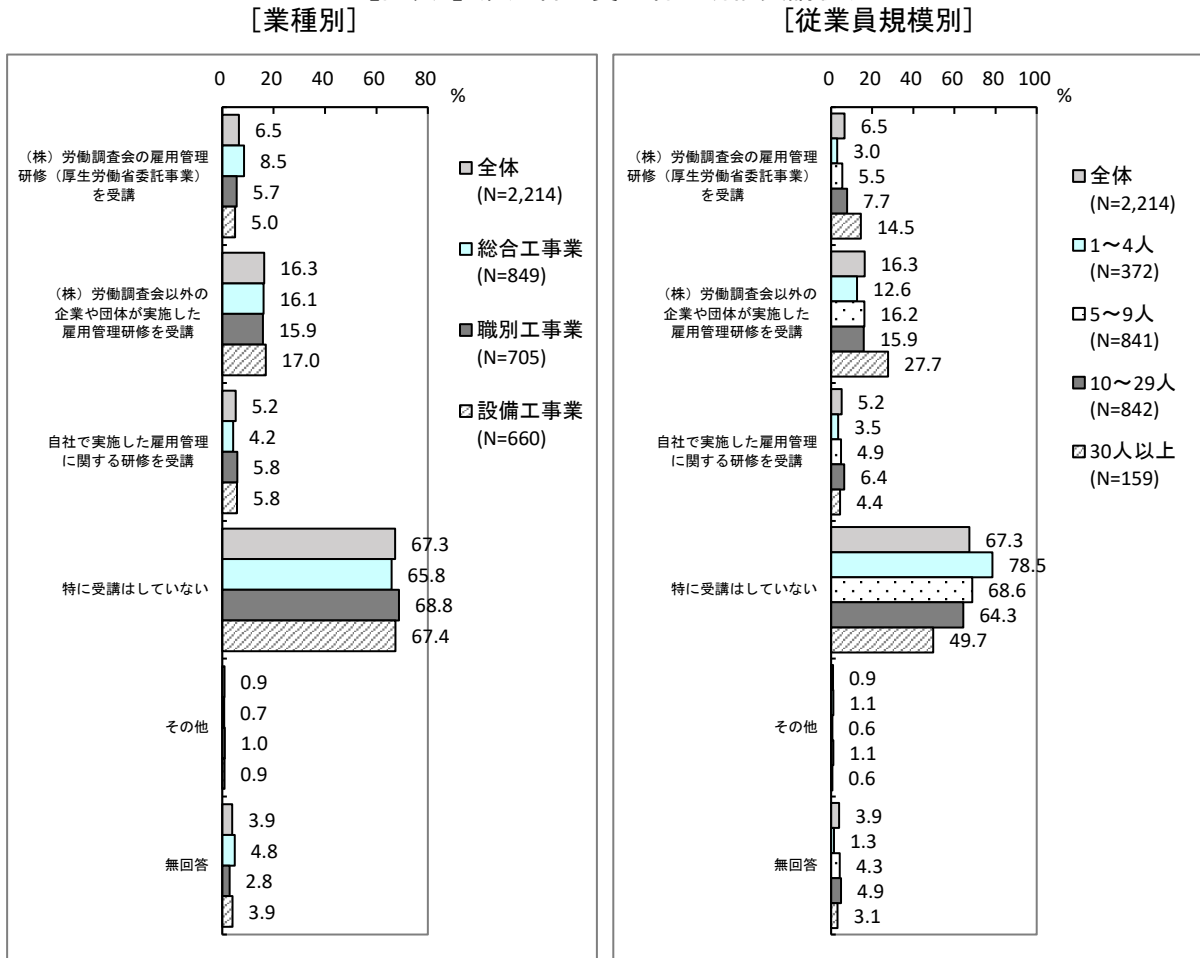 [業種別]
0 20 40 60 80
%
(株)労働調査会の雇用管理
研修(厚生労働省委託事業)
を受講
6.5
8.5
5.7
5.0
(株)労働調査会以外の
企業や団体が実施した
雇用管理研修を受講
16.3
16.1
15.9
17.0
自社で実施した雇用管理
に関する研修を受講
5.2
4.2
5.8
5.8
特に受講はしていない
67.3
65.8
68.8
67.4
その他
0.9
0.7
1.0
0.9
無回答
3.9
4.8
2.8
3.9
全体
(N=2,214)
総合工事業
(N=849)
職別工事業
(N=705)
設備工事業
(N=660)
[従業員規模別]
0 20 40 60 80 100
%
(株)労働調査会の雇用管理
研修(厚生労働省委託事業)
を受講
6.5
3.0
5.5
7.7
14.5
(株)労働調査会以外の
企業や団体が実施した
雇用管理研修を受講
16.3
12.6
16.2
15.9
27.7
自社で実施した雇用管理
に関する研修を受講
5.2
3.5
4.9
6.4
4.4
特に受講はしていない
67.3
78.5
68.6
64.3
49.7
その他
0.9
1.1
0.6
1.1
0.6
無回答
3.9
1.3
4.3
4.9
3.1
全体
(N=2,214)
1~4人
(N=372)
5~9人
(N=841)
10~29人
(N=842)
30人以上
(N=159)